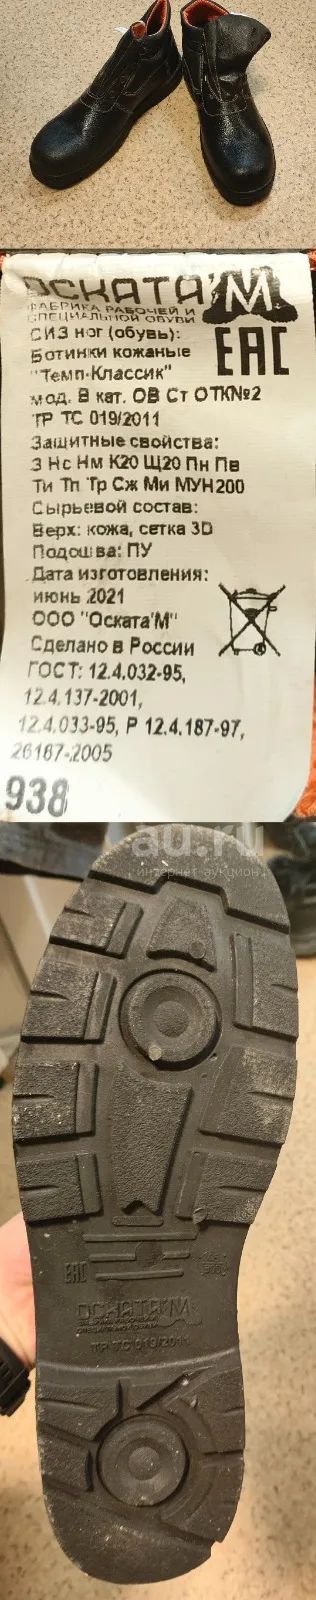 ОСКАТА'М
ФАБРИКА РАБОЧЕЙ И
СПЕЦИАЛЬНОЙ ОБУВИ
EAC
СИЗ ног (обувь):
Ботинки кожаные
"Темп-Классик"
мод. В кат. ОВ Ст ОТК№2
ТР ТС 019/2011
Защитные свойства:
З Нс Нм К20 Щ20 Пн Пв
Ти Тп Тр Сж Ми МУН200
Сырьевой состав:
Верх: кожа, сетка 3D
Подошва: ПУ
Дата изготовления:
июнь 2021
ООО "Оската'М"
Сделано в России
ГОСТ: 12.4.032-95,
12.4.137-2001,
12.4.033-95, Р 12.4.187-97,
26167-2005
938
au.ru
интернет-аукцион
EAC
ОСКАТА'М
ТР ТС 019/2011